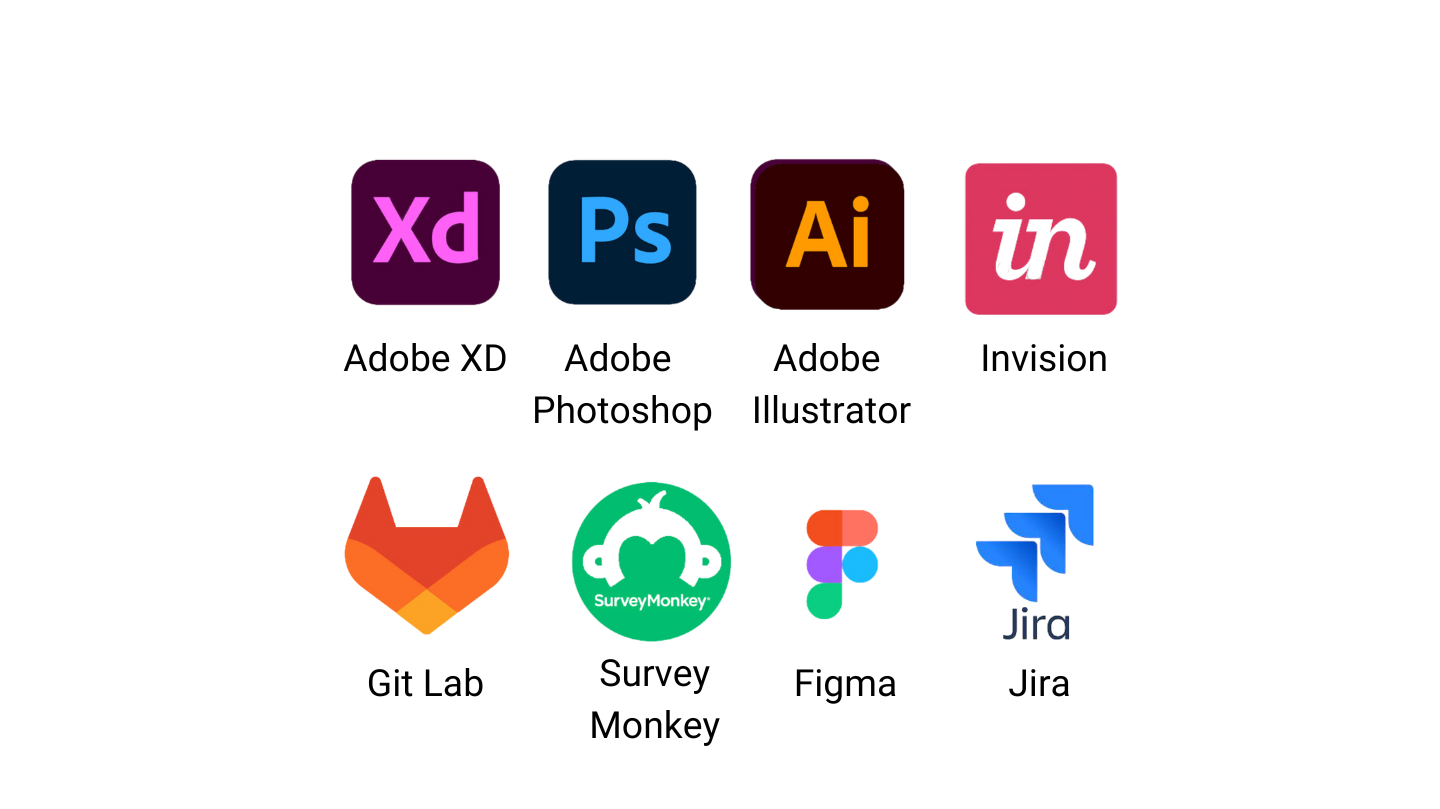 Xd
Ps
Ai
in
Adobe XD
Adobe
Photoshop
Adobe
Illustrator
Invision
SurveyMonkey
Jira
Git Lab
Survey
Monkey
Figma
Jira